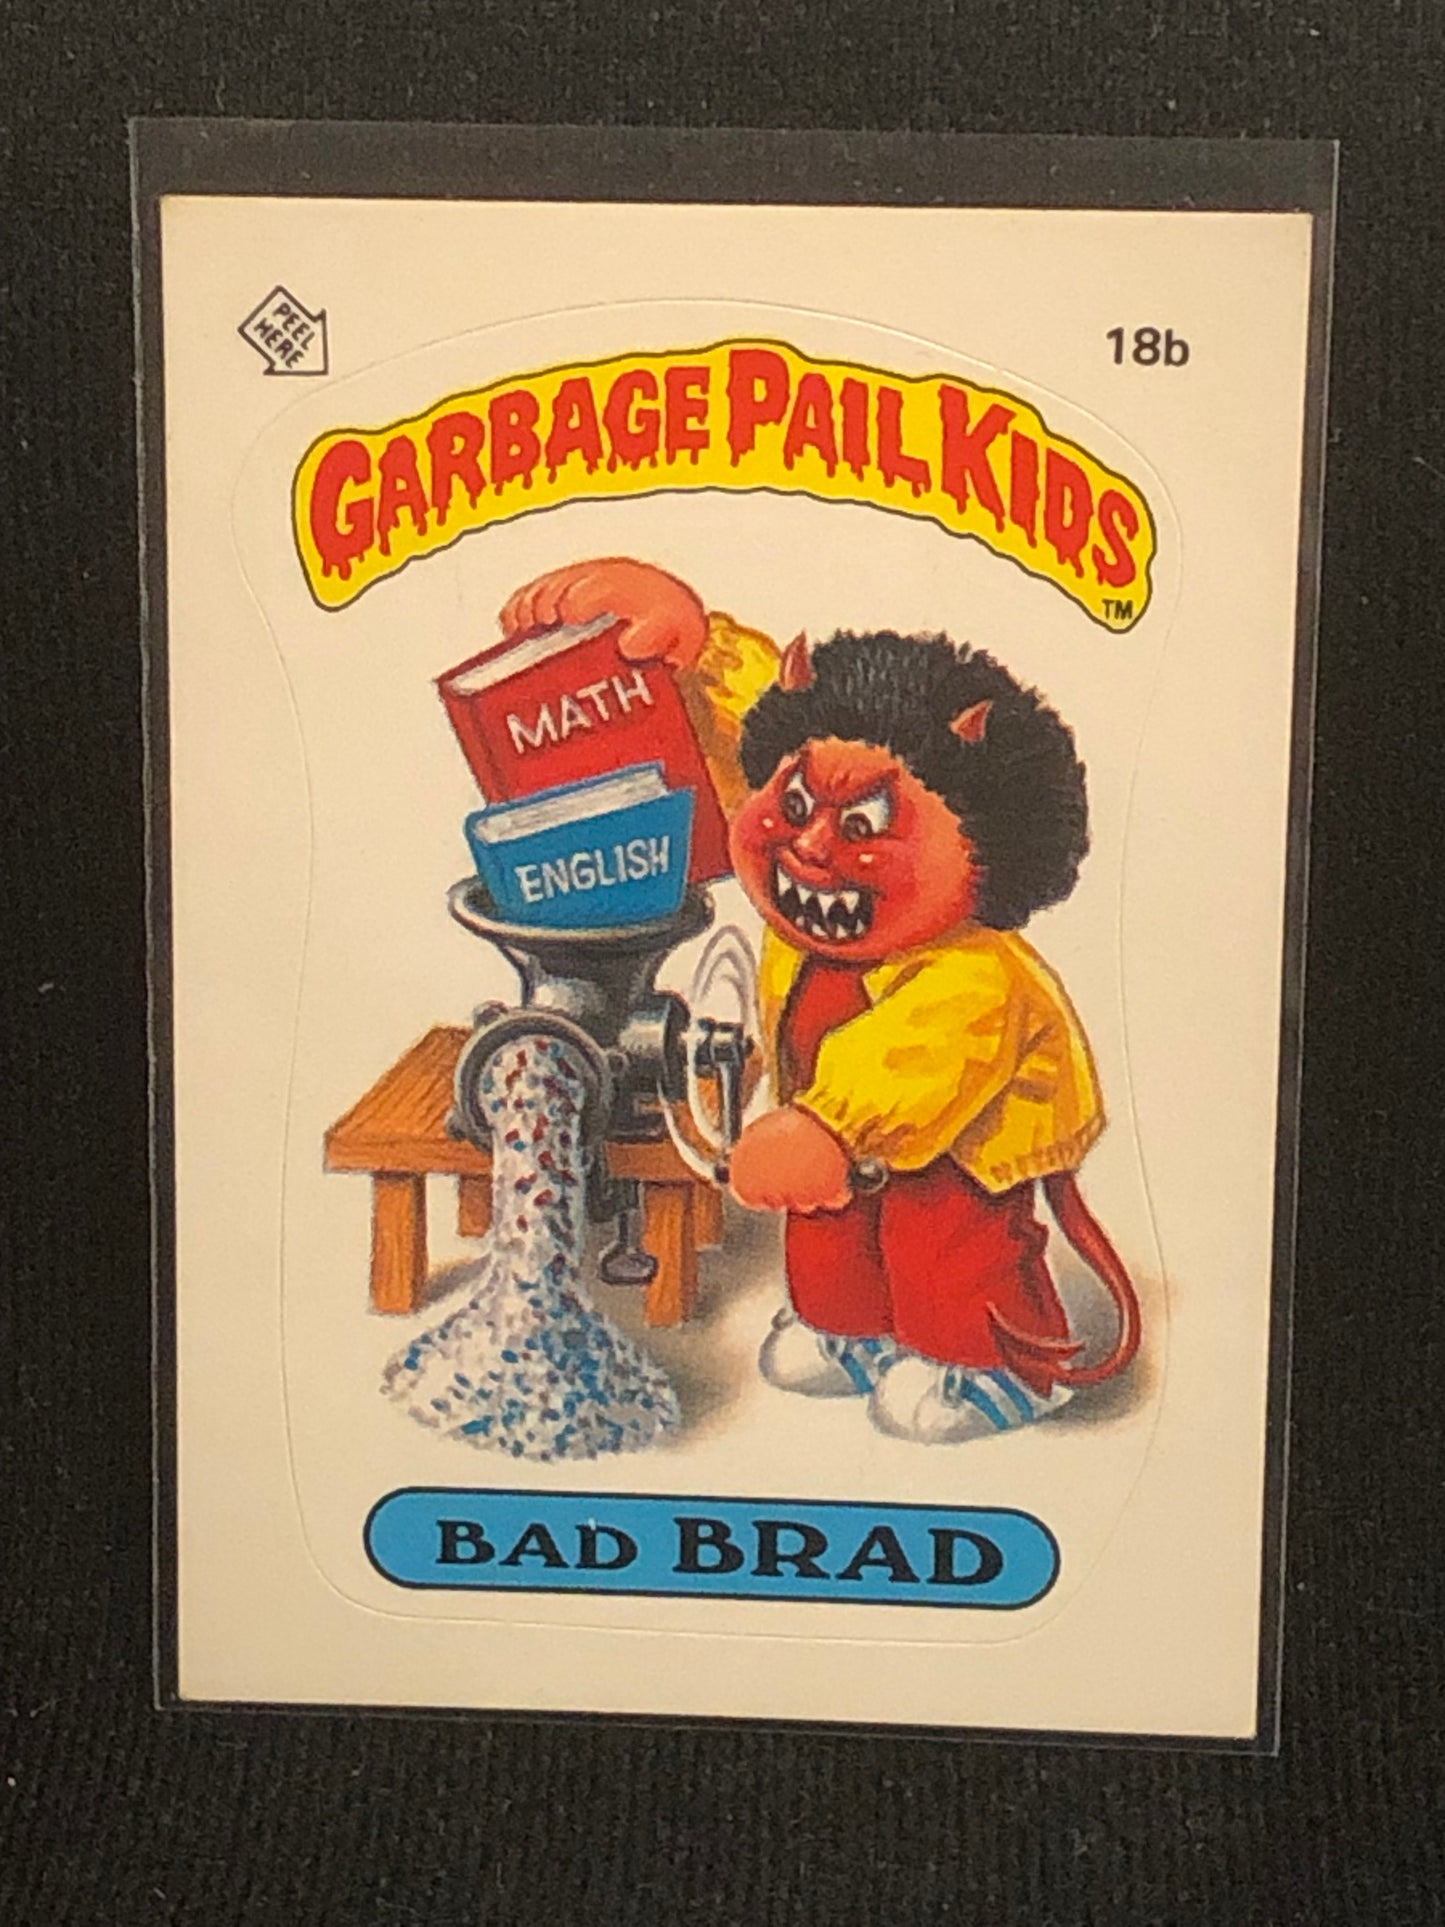 PEEL
HERE
18b
GARBAGE PAIL KIDS
TM
MATH
ENGLISH
BAD BRAD